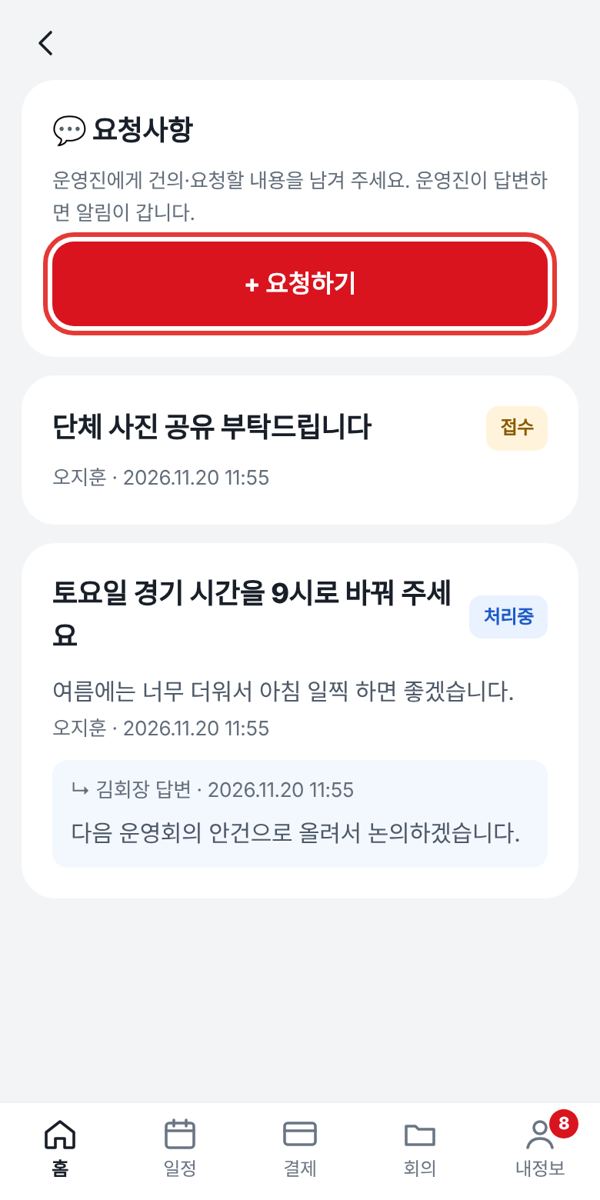 💬 요청사항
운영진에게 건의·요청할 내용을 남겨 주세요. 운영진이 답변하
면 알림이 갑니다.
+ 요청하기
단체 사진 공유 부탁드립니다
접수
오지훈 · 2026.11.20 11:55
토요일 경기 시간을 9시로 바꿔 주세
요
처리중
여름에는 너무 더워서 아침 일찍 하면 좋겠습니다.
오지훈 · 2026.11.20 11:55
↳ 김회장 답변 · 2026.11.20 11:55
다음 운영회의 안건으로 올려서 논의하겠습니다.
8
홈 일정 결제 회의 내정보